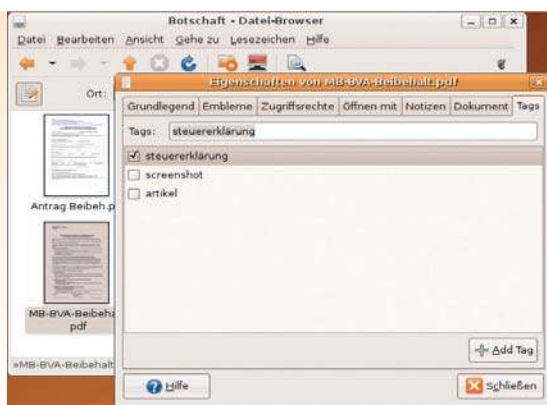 Botschaft - Datei-Browser
Datei Bearbeiten Ansicht Gehe zu Lesezeichen Hilfe
Ort:
Antrag Beibeh.p
MB-BVA-Beibeha
pdf
»MB-BVA-Beibehalt
Eigenschaften von MB-BVA-Beibehalt.pdf
Grundlegend Embleme Zugriffsrechte Öffnen mit Notizen Dokument Tags
Tags: steuererklärung
steuererklärung
screenshot
artikel
Add Tag
Hilfe
Schließen